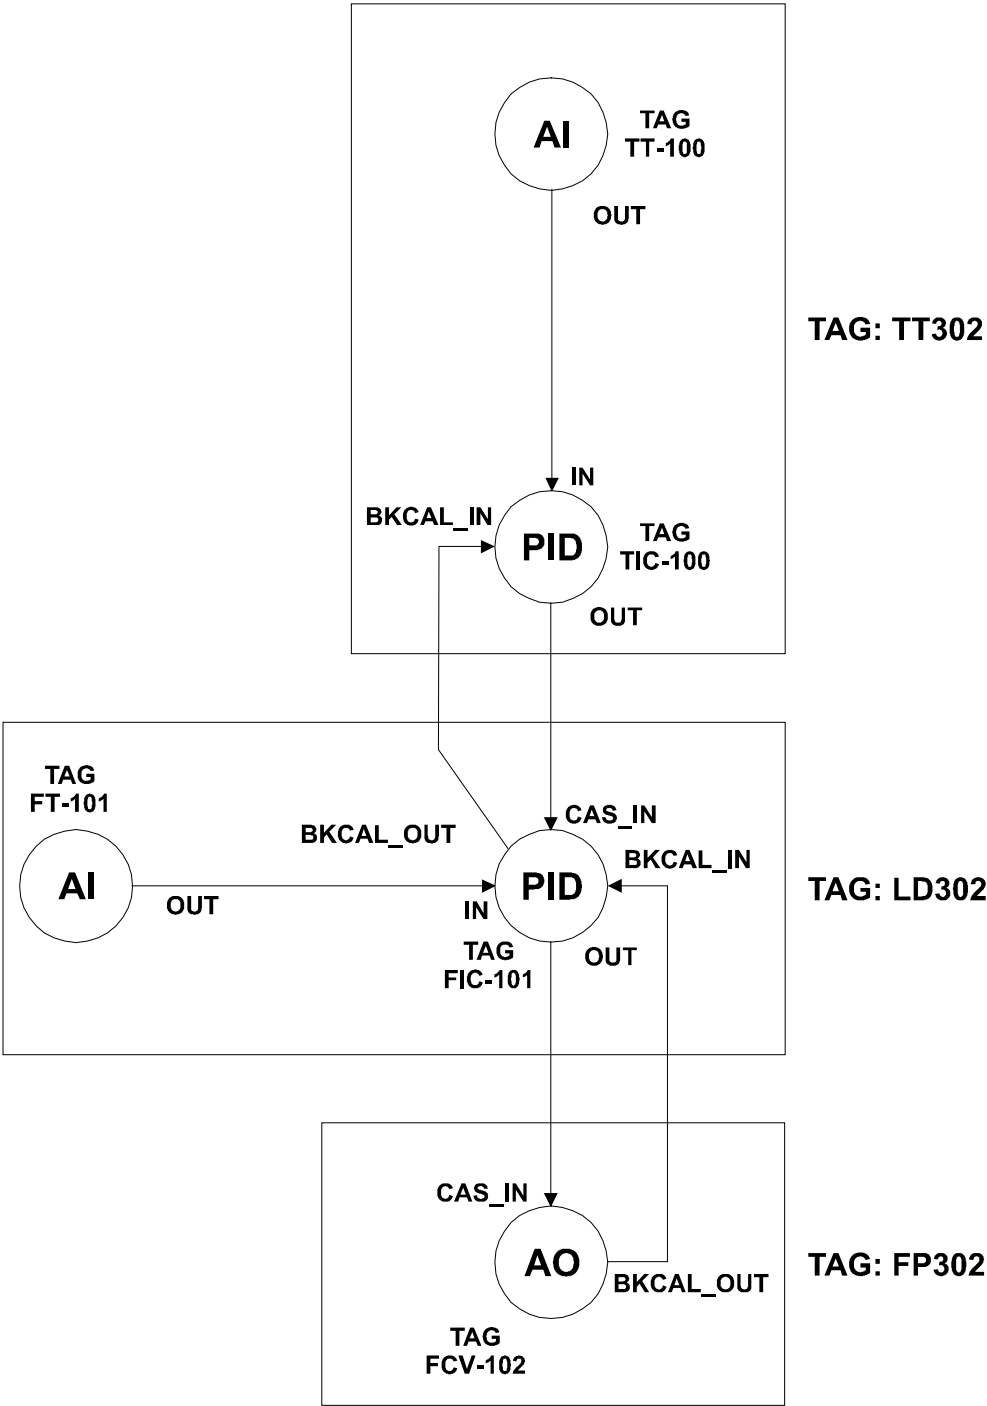 AI
TAG
TT-100
OUT
TAG: TT302
IN
BKCAL_IN
PID
TAG
TIC-100
OUT
TAG
FT-101
CAS_IN
BKCAL_OUT
BKCAL_IN
AI
PID
TAG: LD302
OUT
IN
TAG
FIC-101
OUT
CAS_IN
AO
TAG: FP302
BKCAL_OUT
TAG
FCV-102